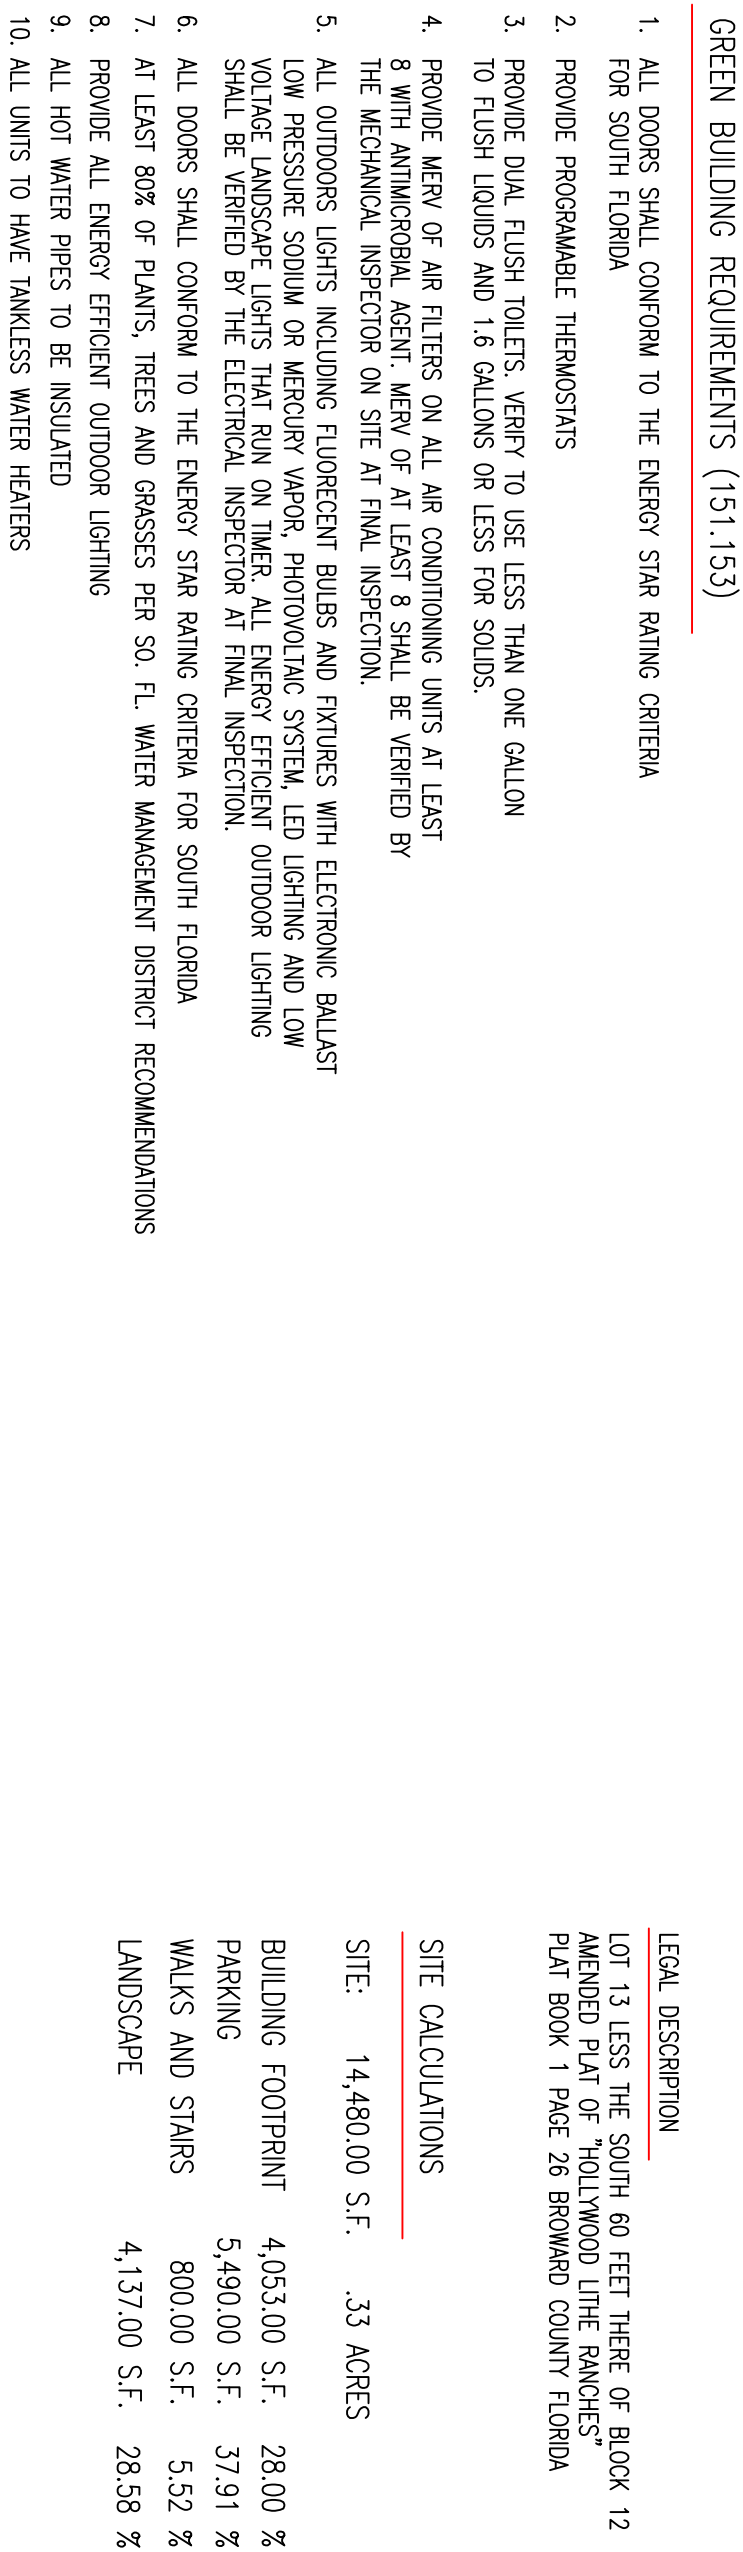 GREEN BUILDING REQUIREMENTS (151.153)
1. ALL DOORS SHALL CONFORM TO THE ENERGY STAR RATING CRITERIA
FOR SOUTH FLORIDA
2. PROVIDE PROGRAMABLE THERMOSTATS
3. PROVIDE DUAL FLUSH TOILETS. VERIFY TO USE LESS THAN ONE GALLON
TO FLUSH LIQUIDS AND 1.6 GALLONS OR LESS FOR SOLIDS.
4. PROVIDE MERV OF AIR FILTERS ON ALL AIR CONDITIONING UNITS AT LEAST
8 WITH ANTIMICROBIAL AGENT. MERV OF AT LEAST 8 SHALL BE VERIFIED BY
THE MECHANICAL INSPECTOR ON SITE AT FINAL INSPECTION.
5. ALL OUTDOORS LIGHTS INCLUDING FLUORECENT BULBS AND FIXTURES WITH ELECTRONIC BALLAST
LOW PRESSURE SODIUM OR MERCURY VAPOR, PHOTOVOLTAIC SYSTEM, LED LIGHTING AND LOW
VOLTAGE LANDSCAPE LIGHTS THAT RUN ON TIMER. ALL ENERGY EFFICIENT OUTDOOR LIGHTING
SHALL BE VERIFIED BY THE ELECTRICAL INSPECTOR AT FINAL INSPECTION.
6. ALL DOORS SHALL CONFORM TO THE ENERGY STAR RATING CRITERIA FOR SOUTH FLORIDA
7. AT LEAST 80% OF PLANTS, TREES AND GRASSES PER SO. FL. WATER MANAGEMENT DISTRICT RECOMMENDATIONS
8. PROVIDE ALL ENERGY EFFICIENT OUTDOOR LIGHTING
9. ALL HOT WATER PIPES TO BE INSULATED
10. ALL UNITS TO HAVE TANKLESS WATER HEATERS
LEGAL DESCRIPTION
LOT 13 LESS THE SOUTH 60 FEET THERE OF BLOCK 12
AMENDED PLAT OF "HOLLYWOOD LITHE RANCHES"
PLAT BOOK 1 PAGE 26 BROWARD COUNTY FLORIDA
SITE CALCULATIONS
SITE: 14,480.00 S.F. .33 ACRES
BUILDING FOOTPRINT 4,053.00 S.F. 28.00 %
PARKING 5,490.00 S.F. 37.91 %
WALKS AND STAIRS 800.00 S.F. 5.52 %
LANDSCAPE 4,137.00 S.F. 28.58 %